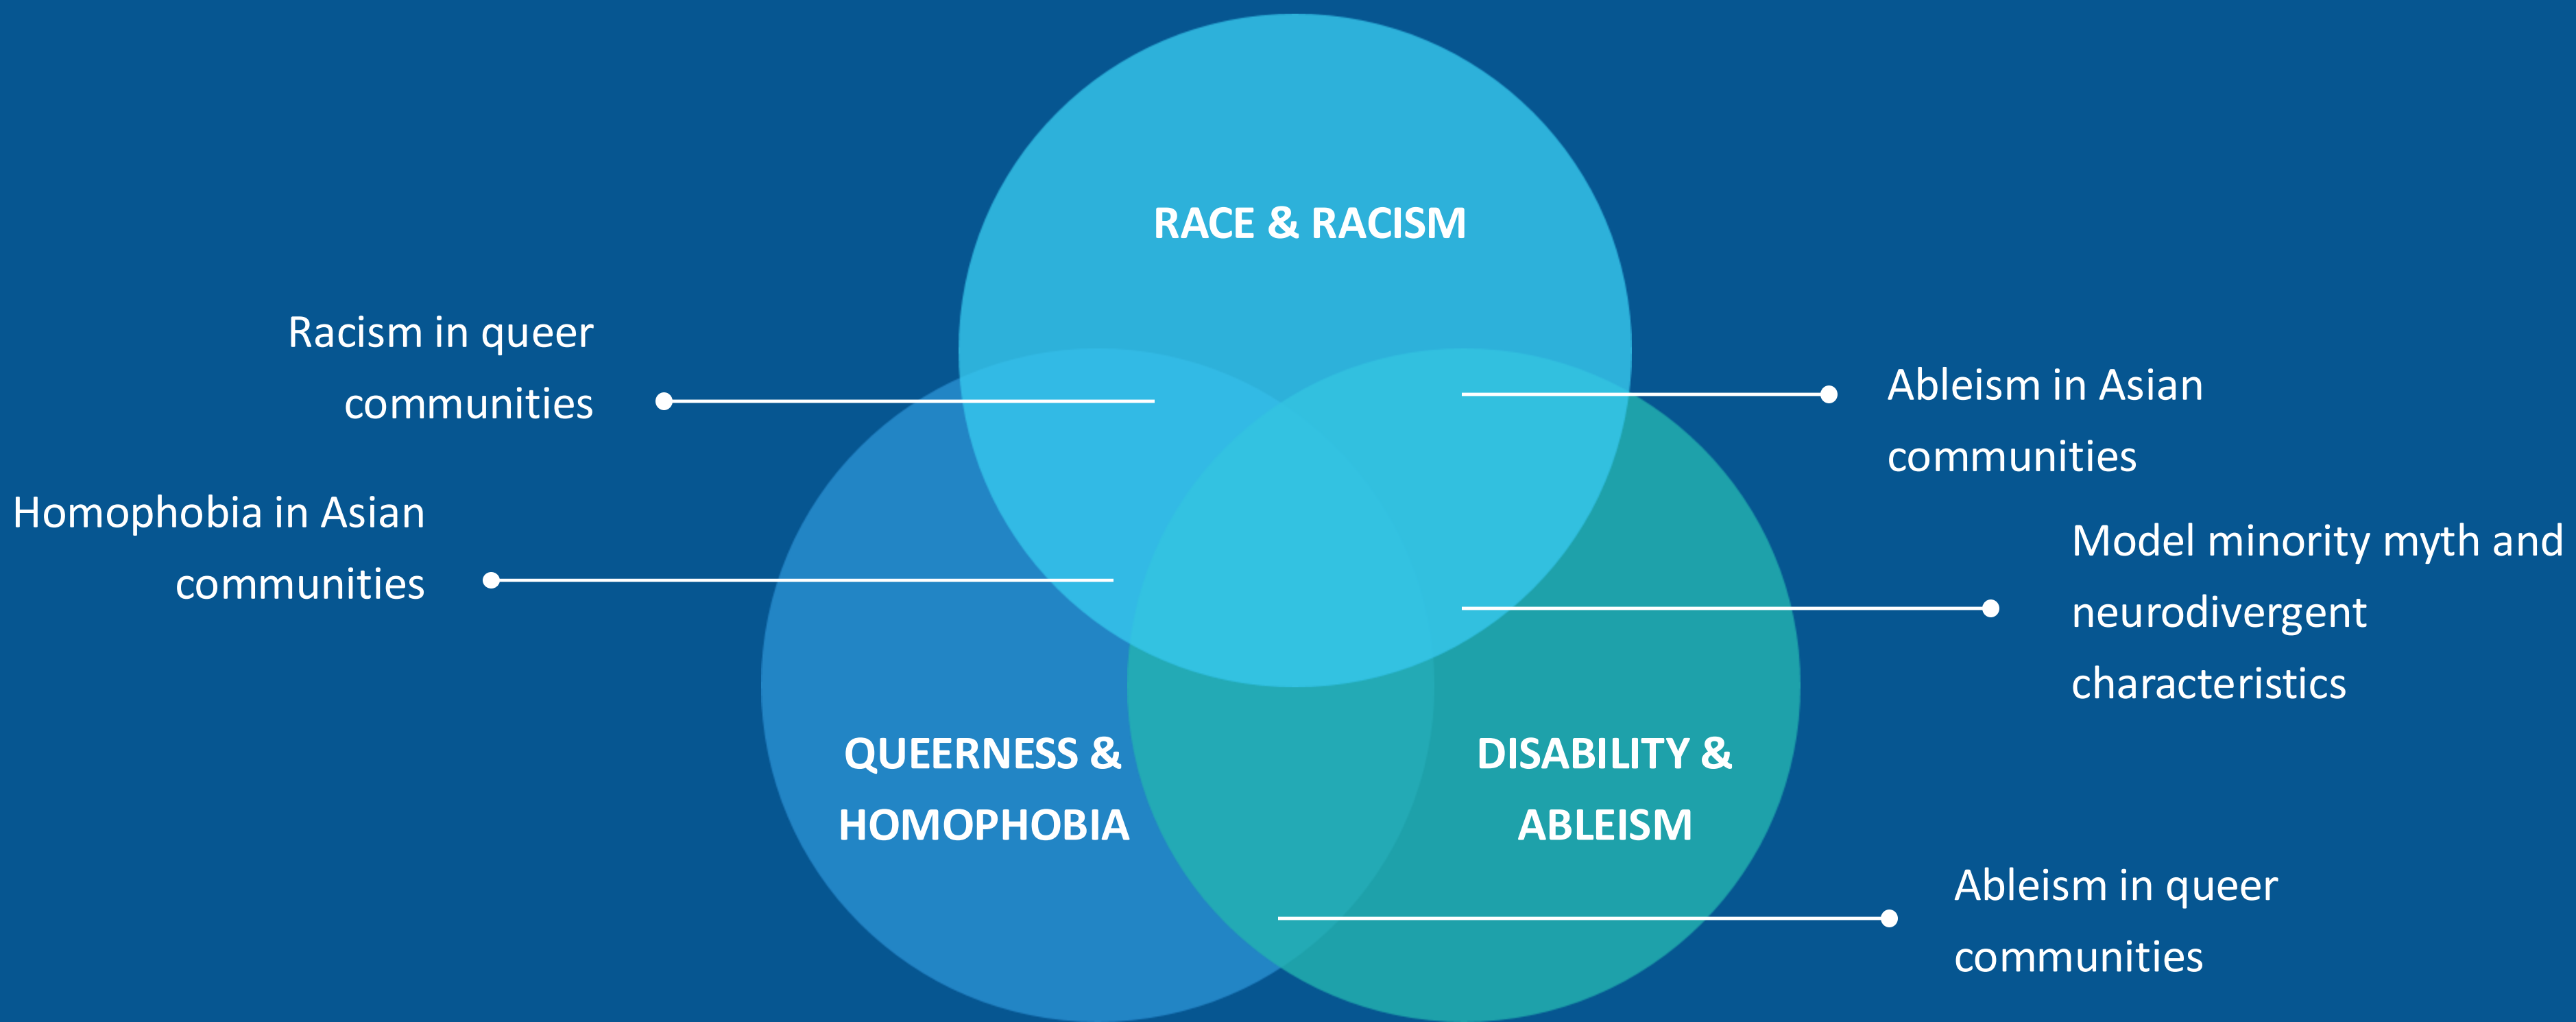 RACE & RACISM
Racism in queer
communities
Homophobia in Asian
communities
Ableism in Asian
communities
Model minority myth and
neurodivergent
characteristics
QUEERNESS &
HOMOPHOBIA
DISABILITY &
ABLEISM
Ableism in queer
communities